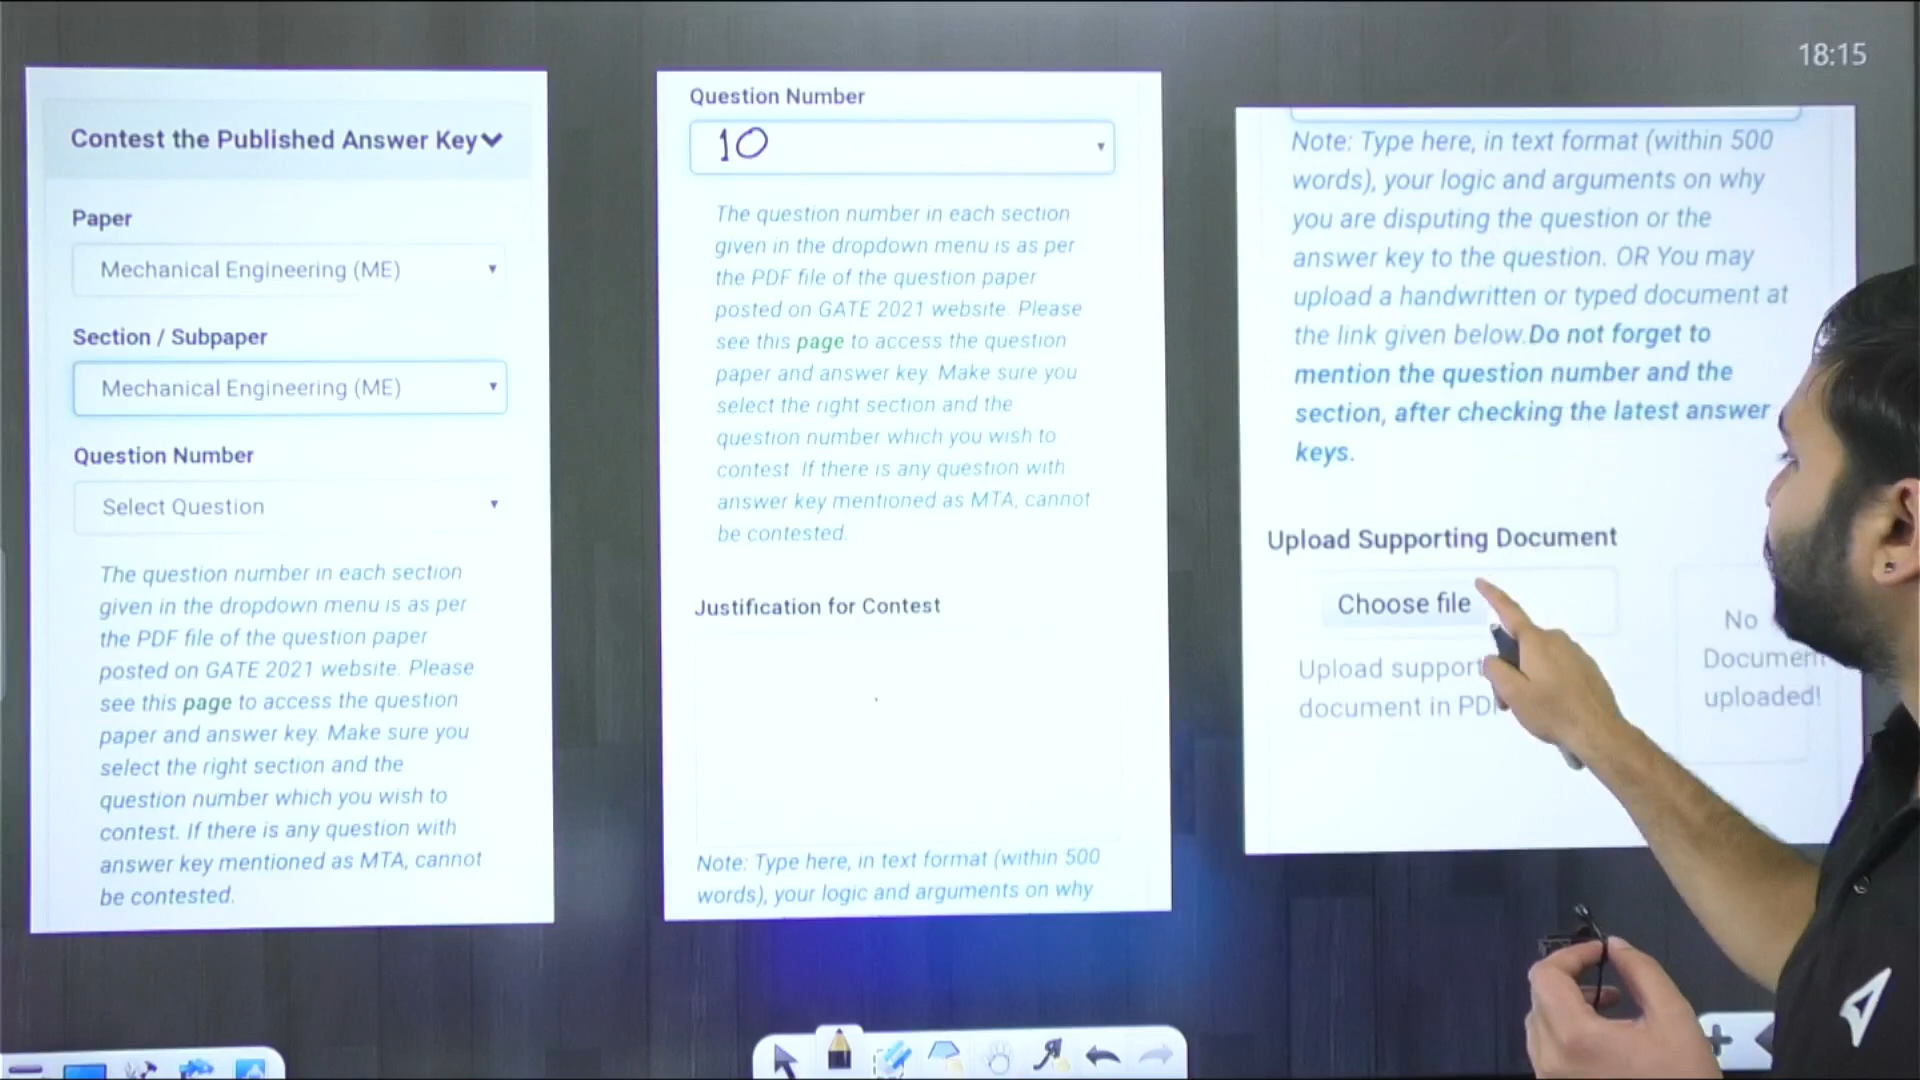 18:15
Contest the Published Answer Key
Paper
Mechanical Engineering (ME)
Section / Subpaper
Mechanical Engineering (ME)
Question Number
Select Question
The question number in each section
given in the dropdown menu is as per
the PDF file of the question paper
posted on GATE 2021 website. Please
see this page to access the question
paper and answer key. Make sure you
select the right section and the
question number which you wish to
contest. If there is any question with
answer key mentioned as MTA, cannot
be contested.
Question Number
10
The question number in each section
given in the dropdown menu is as per
the PDF file of the question paper
posted on GATE 2021 website. Please
see this page to access the question
paper and answer key. Make sure you
select the right section and the
question number which you wish to
contest. If there is any question with
answer key mentioned as MTA, cannot
be contested.
Justification for Contest
Note: Type here, in text format (within 500
words), your logic and arguments on why
Note: Type here, in text format (within 500
words), your logic and arguments on why
you are disputing the question or the
answer key to the question. OR You may
upload a handwritten or typed document at
the link given below.Do not forget to
mention the question number and the
section, after checking the latest answer
keys.
Upload Supporting Document
Choose file
Upload support
document in PDF
No
Document
uploaded!